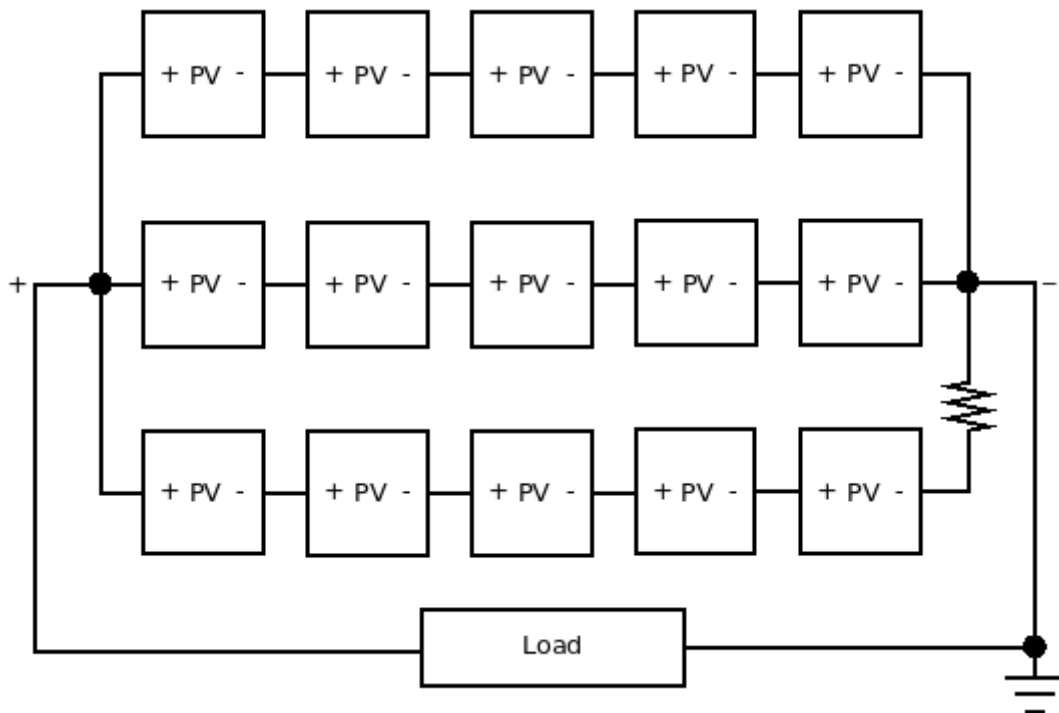 + PV - + PV - + PV - + PV - + PV -
+ + PV - + PV - + PV - + PV - + PV - −
+ PV - + PV - + PV - + PV - + PV -
Load